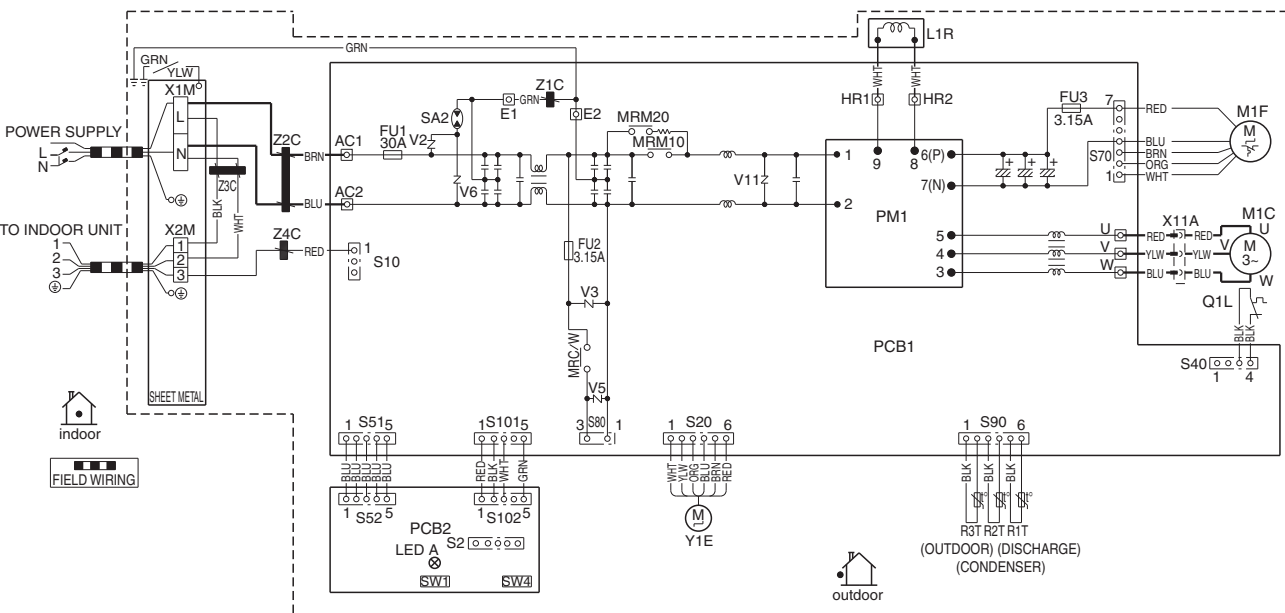 L1R
GRN
GRN
YLW
X1M
L
N
POWER SUPPLY
L
N
Z2C
Z3C
BLK
WHT
TO INDOOR UNIT
1
2
3
X2M
1
2
3
Z4C
RED
SHEET METAL
BRN
BLU
AC1
AC2
FU1
30A
V2
SA2
V6
E1
GRN
Z1C
E2
MRM20
MRM10
V11
1
S10
FU2
3.15A
V3
MRC/W
V5
3 S80 1
WHT WHT
HR1 HR2
9 8
1
2
PM1
6(P)
7(N)
5
4
3
+ + +
FU3
3.15A
7
S70
1
RED
BLU
BRN
ORG
WHT
M1F
M
U
V
W
X11A
RED RED
YLW YLW
BLU BLU
M1C
U
V
W
M
3~
Q1L
BLK BLK
S40
1 4
PCB1
indoor
FIELD WIRING
1 S51 5
BLU BLU BLU BLU BLU
1 S52 5
1 S101 5
RED BLK WHT GRN
1 S102 5
PCB2
LED A
S2
SW1 SW4
1 S20 6
WHT YLW ORG BLU BRN RED
M
Y1E
1 S90 6
BLK BLK BLK
t° t° t°
R3T R2T R1T
(OUTDOOR) (DISCHARGE)
(CONDENSER)
outdoor